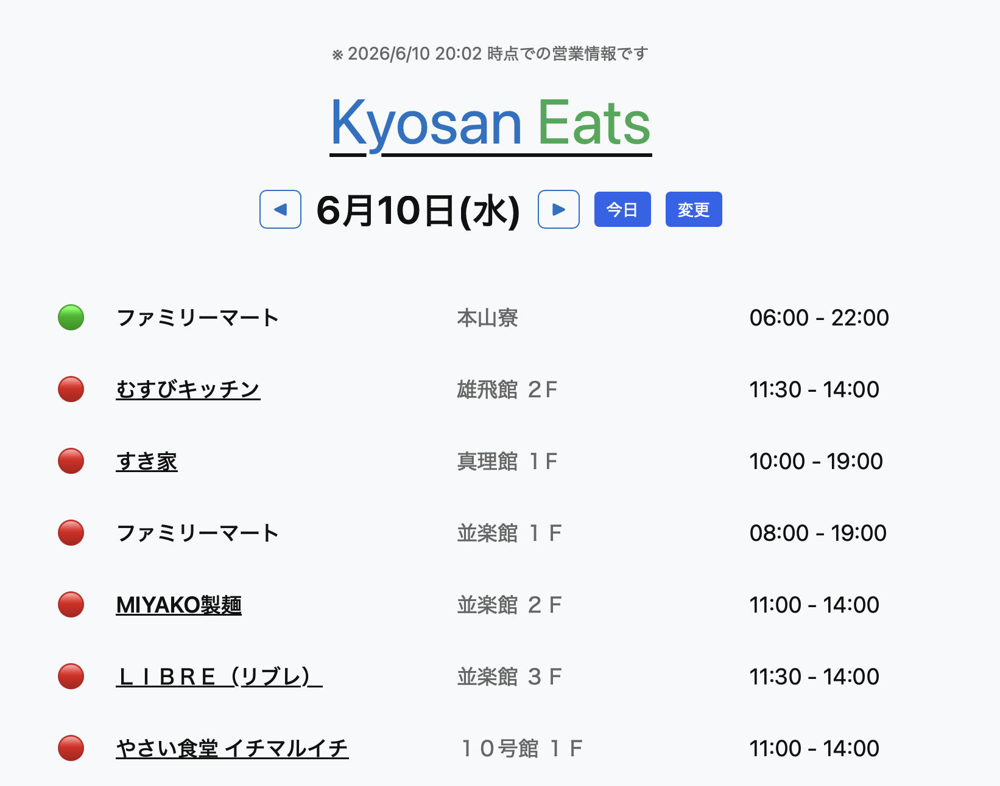 ※ 2026/6/10 20:02 時点での営業情報です
Kyosan Eats
◀ 6月10日(水) ▶ 今日 変更
ファミリーマート 本山寮 06:00 - 22:00
むすびキッチン 雄飛館 ２F 11:30 - 14:00
すき家 真理館 １F 10:00 - 19:00
ファミリーマート 並楽館 １Ｆ 08:00 - 19:00
MIYAKO製麺 並楽館 ２Ｆ 11:00 - 14:00
ＬＩＢＲＥ（リブレ） 並楽館 ３Ｆ 11:30 - 14:00
やさい食堂 イチマルイチ １０号館 １Ｆ 11:00 - 14:00